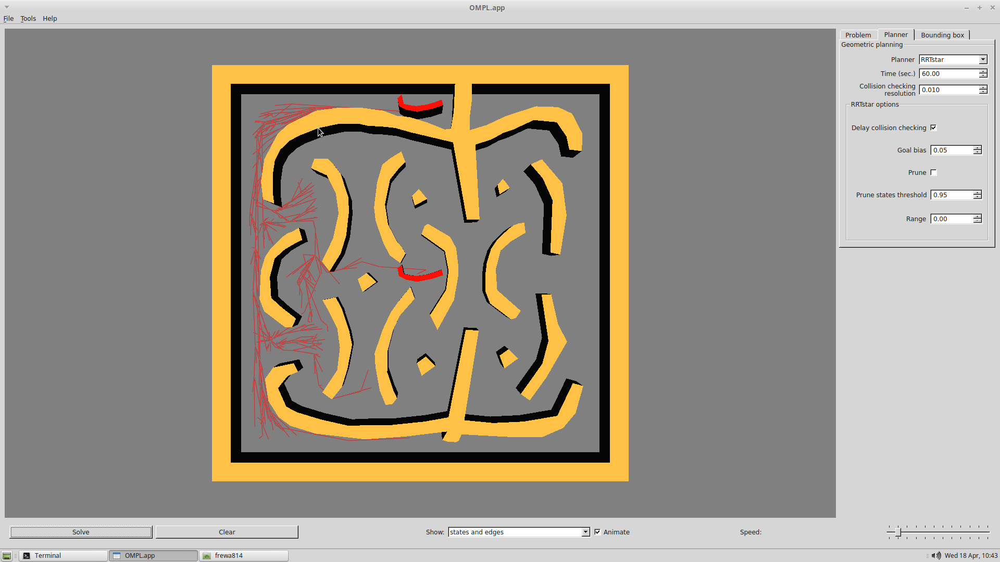 OMPL.app
File Tools Help
Problem Planner Bounding box
Geometric planning
Planner RRTstar
Time (sec.) 60.00
Collision checking
resolution 0.010
RRTstar options
Delay collision checking
Goal bias 0.05
Prune
Prune states threshold 0.95
Range 0.00
Solve Clear Show: states and edges Animate Speed:
Terminal OMPL.app frewa814 Wed 18 Apr, 10:43